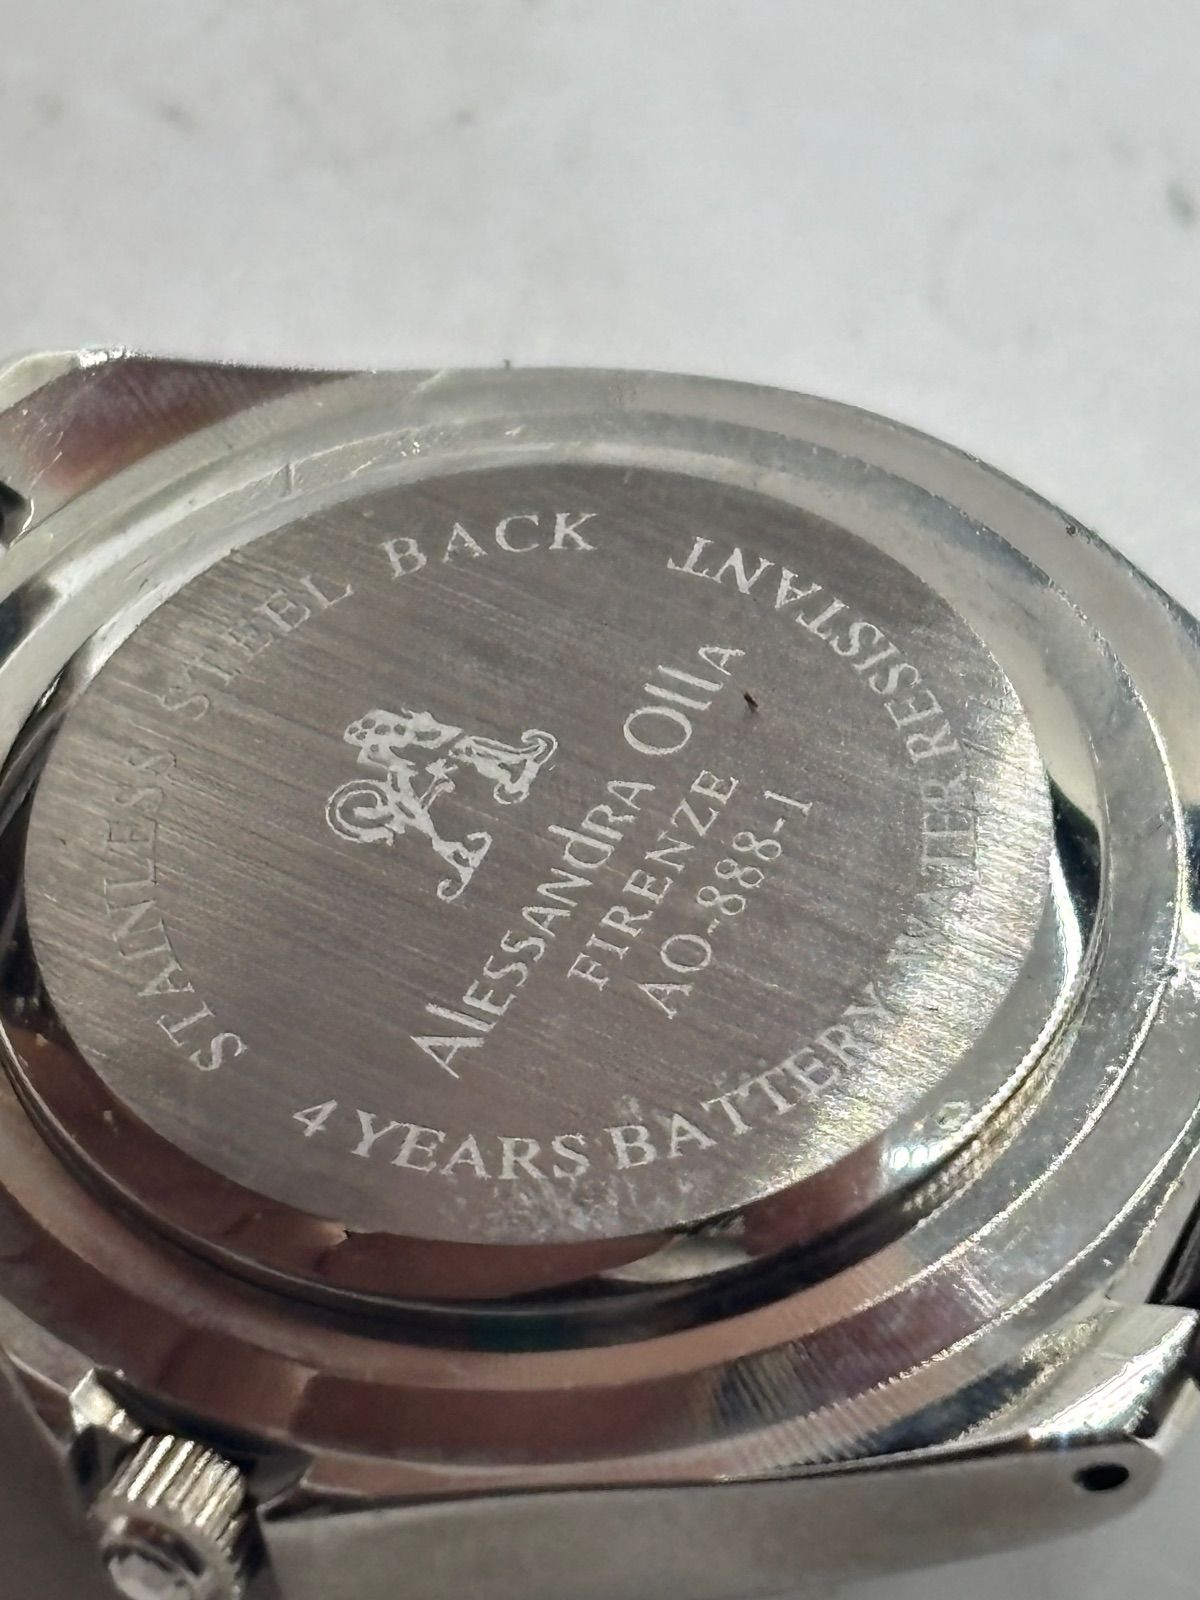 STAINLESS STEEL BACK
AlESSANdRA OllA
FIRENZE
AO-888-1
4 YEARS BATTERY WATER RESISTANT